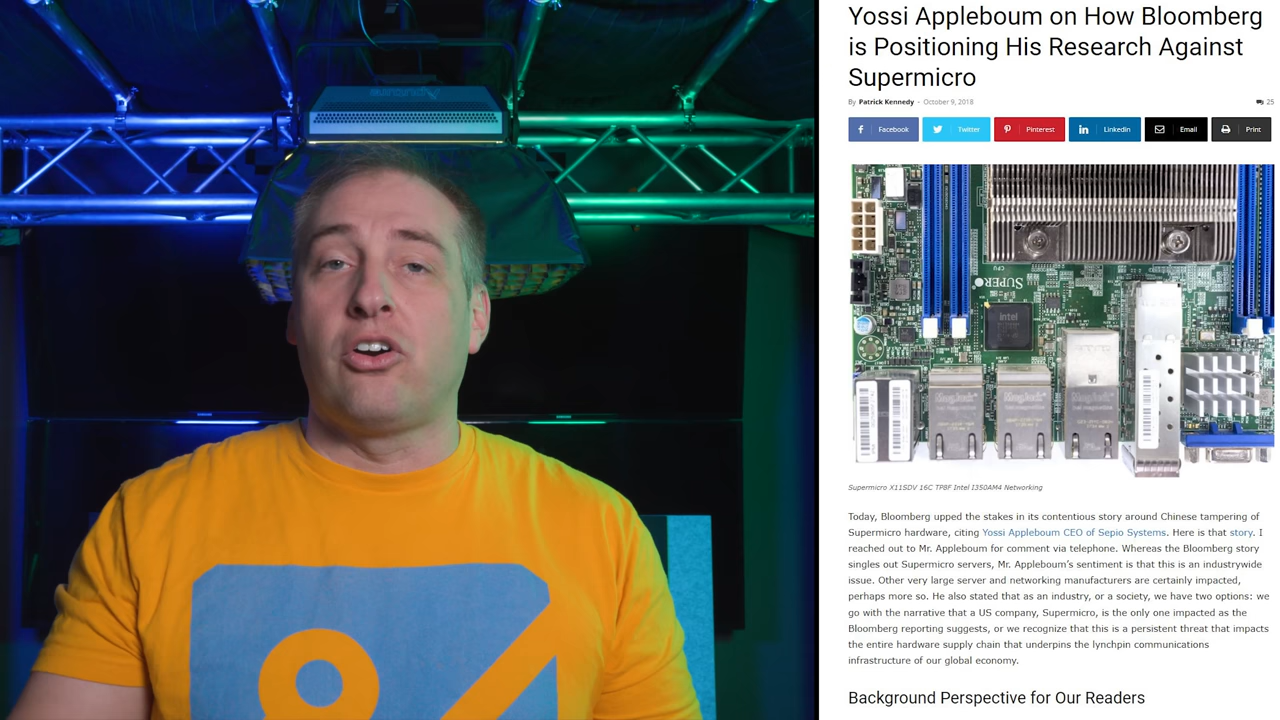 Yossi Appleboum on How Bloomberg
is Positioning His Research Against
Supermicro
By Patrick Kennedy - October 9, 2018
25
Facebook
Twitter
Pinterest
Linkedin
Email
Print
CPU
SUPER
intel
MagJack
MagJack
MagJack
Supermicro X11SDV 16C TP8F Intel I350AM4 Networking
Today, Bloomberg upped the stakes in its contentious story around Chinese tampering of
Supermicro hardware, citing Yossi Appleboum CEO of Sepio Systems. Here is that story. I
reached out to Mr. Appleboum for comment via telephone. Whereas the Bloomberg story
singles out Supermicro servers, Mr. Appleboum's sentiment is that this is an industrywide
issue. Other very large server and networking manufacturers are certainly impacted,
perhaps more so. He also stated that as an industry, or a society, we have two options: we
go with the narrative that a US company, Supermicro, is the only one impacted as the
Bloomberg reporting suggests, or we recognize that this is a persistent threat that impacts
the entire hardware supply chain that underpins the lynchpin communications
infrastructure of our global economy.
Background Perspective for Our Readers